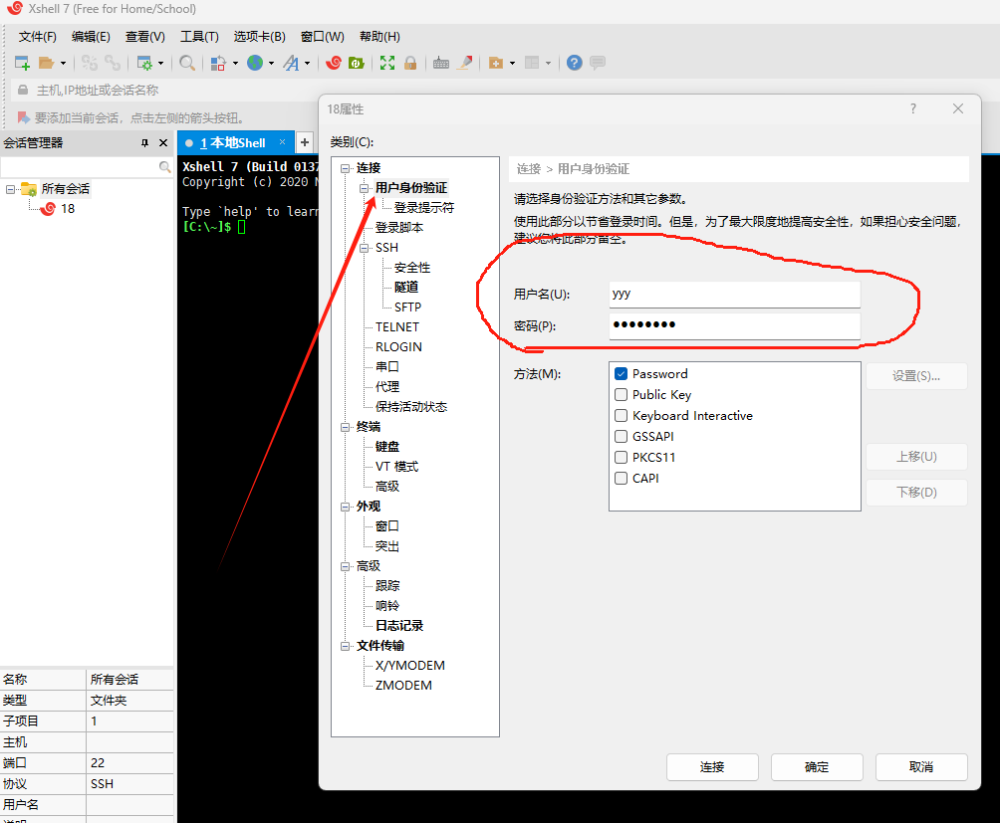 Xshell 7 (Free for Home/School)
文件(F) 编辑(E) 查看(V) 工具(T) 选项卡(B) 窗口(W) 帮助(H)
主机,IP地址或会话名称
要添加当前会话，点击左侧的箭头按钮。
会话管理器
所有会话
18
名称 所有会话
类型 文件夹
子项目 1
主机
端口 22
协议 SSH
用户名
1 本地Shell
Xshell 7 (Build 0137
Copyright (c) 2020
Type `help' to learn
[C:\~]$
18属性
类别(C):
连接
用户身份验证
登录提示符
登录脚本
SSH
安全性
隧道
SFTP
TELNET
RLOGIN
串口
代理
保持活动状态
终端
键盘
VT 模式
高级
外观
窗口
突出
高级
跟踪
响铃
日志记录
文件传输
X/YMODEM
ZMODEM
连接 > 用户身份验证
请选择身份验证方法和其它参数。
使用此部分以节省登录时间。但是，为了最大限度地提高安全性，如果担心安全问题，
建议您将此部分留空。
用户名(U): yyy
密码(P): ●●●●●●●●
方法(M):
Password
Public Key
Keyboard Interactive
GSSAPI
PKCS11
CAPI
设置(S)...
上移(U)
下移(D)
连接 确定 取消